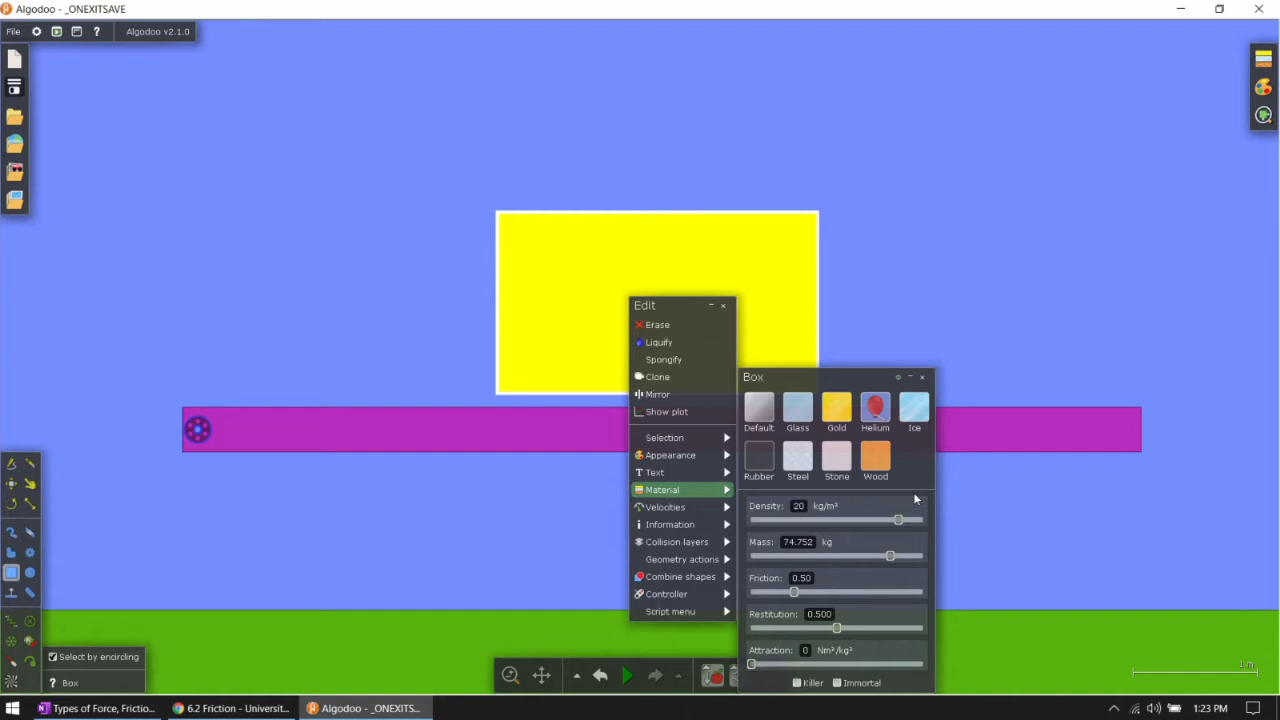 Algodoo - _ONEXITSAVE
File
?
Algodoo v2.1.0
Edit
Erase
Liquify
Spongify
Clone
Mirror
Show plot
Selection
Appearance
Text
Material
Velocities
Information
Collision layers
Geometry actions
Combine shapes
Controller
Script menu
Box
Default Glass Gold Helium Ice
Rubber Steel Stone Wood
Density: 20 kg/m²
Mass: 74.752 kg
Friction: 0.50
Restitution: 0.500
Attraction: 0 Nm²/kg²
Killer Immortal
Select by encircling
? Box
1 m
Types of Force, Frictio...
6.2 Friction - Universit...
Algodoo - _ONEXITS...
1:23 PM